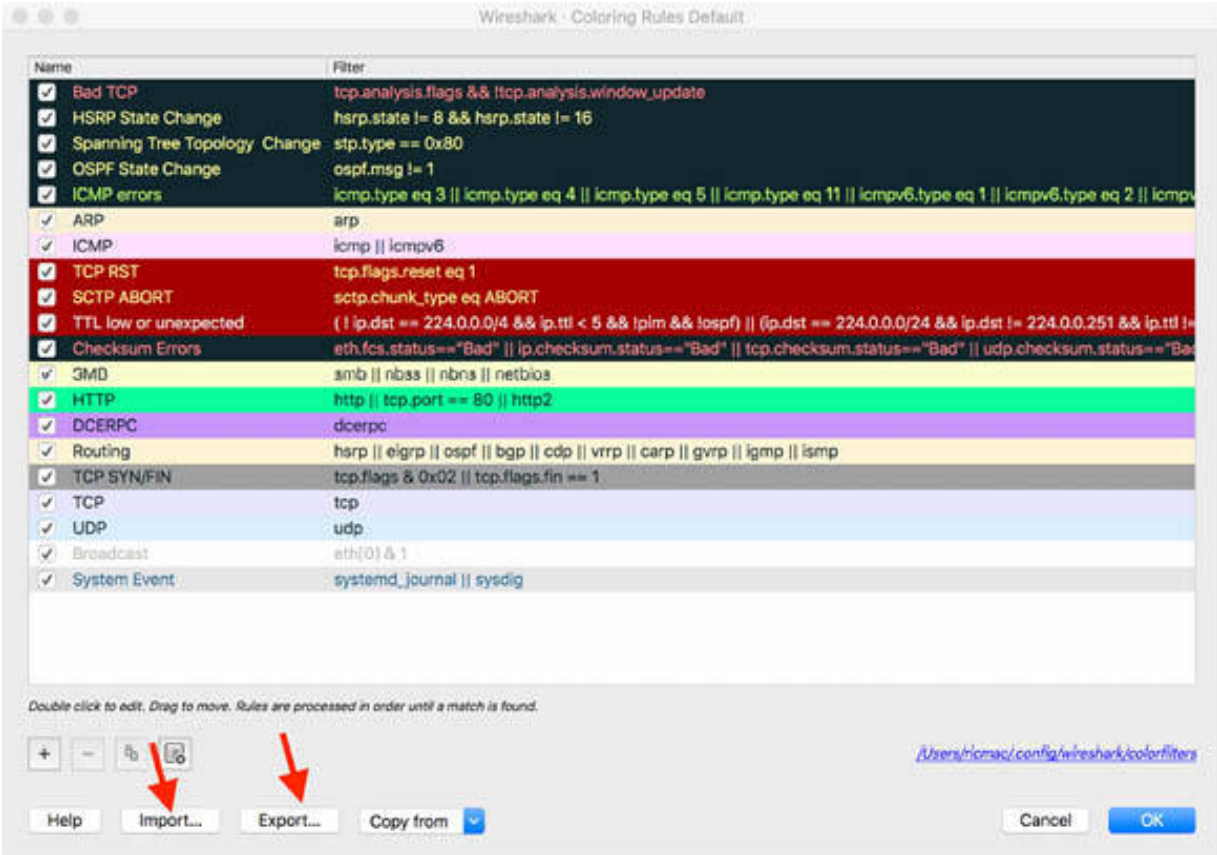 Wireshark · Coloring Rules Default
Name Filter
Bad TCP tcp.analysis.flags && !tcp.analysis.window_update
HSRP State Change hsrp.state != 8 && hsrp.state != 16
Spanning Tree Topology Change stp.type == 0x80
OSPF State Change ospf.msg != 1
ICMP errors icmp.type eq 3 || icmp.type eq 4 || icmp.type eq 5 || icmp.type eq 11 || icmpv6.type eq 1 || icmpv6.type eq 2 || icmpv
ARP arp
ICMP icmp || icmpv6
TCP RST tcp.flags.reset eq 1
SCTP ABORT sctp.chunk_type eq ABORT
TTL low or unexpected ( ! ip.dst == 224.0.0.0/4 && ip.ttl < 5 && !pim && !ospf) || (ip.dst == 224.0.0.0/24 && ip.dst != 224.0.0.251 && ip.ttl !=
Checksum Errors eth.fcs.status=="Bad" || ip.checksum.status=="Bad" || tcp.checksum.status=="Bad" || udp.checksum.status=="Bad
SMB smb || nbss || nbns || netbios
HTTP http || tcp.port == 80 || http2
DCERPC dcerpc
Routing hsrp || eigrp || ospf || bgp || cdp || vrrp || carp || gvrp || igmp || ismp
TCP SYN/FIN tcp.flags & 0x02 || tcp.flags.fin == 1
TCP tcp
UDP udp
Broadcast eth[0] & 1
System Event systemd_journal || sysdig
Double click to edit. Drag to move. Rules are processed in order until a match is found.
+ −
/Users/ricmac/.config/wireshark/colorfilters
Help Import... Export... Copy from Cancel OK